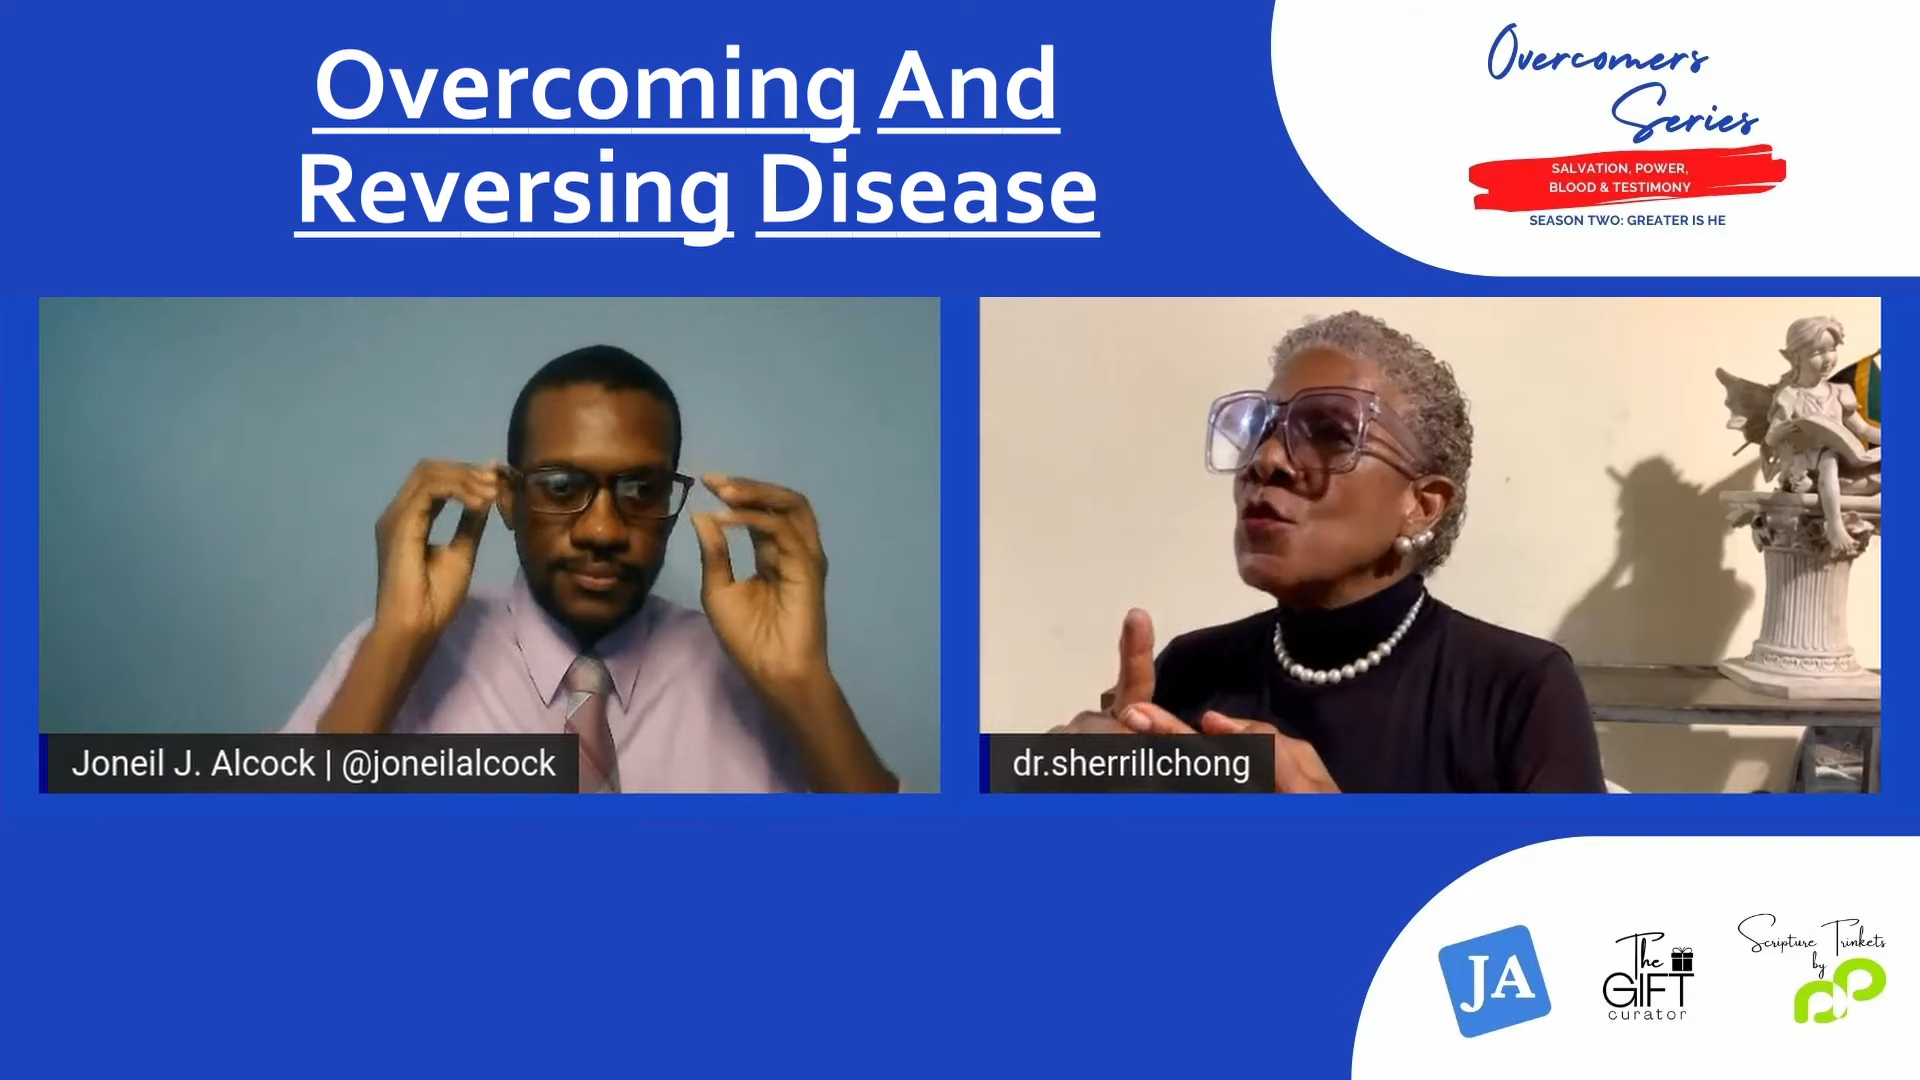 Overcoming And
Reversing Disease
Overcomers
Series
SALVATION, POWER,
BLOOD & TESTIMONY
SEASON TWO: GREATER IS HE
Joneil J. Alcock | @joneilalcock
dr.sherrillchong
JA
The
GIFT
curator
Scripture Trinkets
by